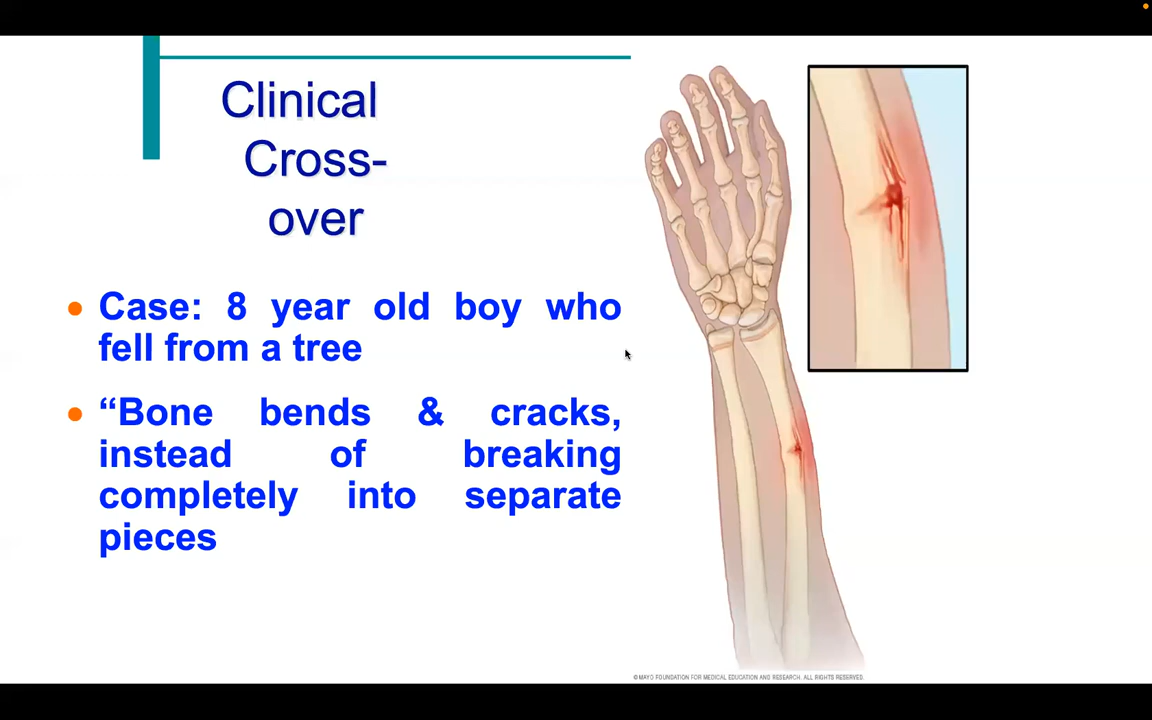 Clinical
Cross-
over
Case: 8 year old boy who
fell from a tree
“Bone bends & cracks,
instead of breaking
completely into separate
pieces
© MAYO FOUNDATION FOR MEDICAL EDUCATION AND RESEARCH. ALL RIGHTS RESERVED.